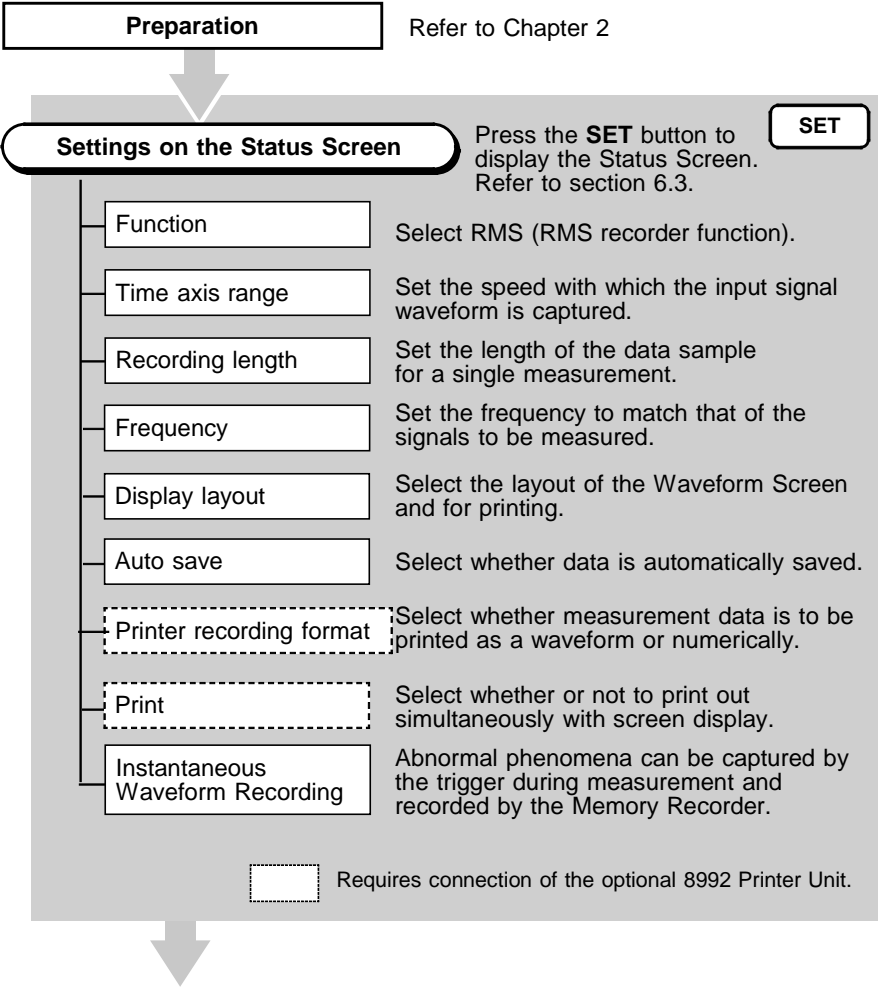 Preparation
Refer to Chapter 2
Settings on the Status Screen
Press the SET button to
display the Status Screen.
Refer to section 6.3.
SET
Function
Select RMS (RMS recorder function).
Time axis range
Set the speed with which the input signal
waveform is captured.
Recording length
Set the length of the data sample
for a single measurement.
Frequency
Set the frequency to match that of the
signals to be measured.
Display layout
Select the layout of the Waveform Screen
and for printing.
Auto save
Select whether data is automatically saved.
Printer recording format
Select whether measurement data is to be
printed as a waveform or numerically.
Print
Select whether or not to print out
simultaneously with screen display.
Instantaneous
Waveform Recording
Abnormal phenomena can be captured by
the trigger during measurement and
recorded by the Memory Recorder.
Requires connection of the optional 8992 Printer Unit.